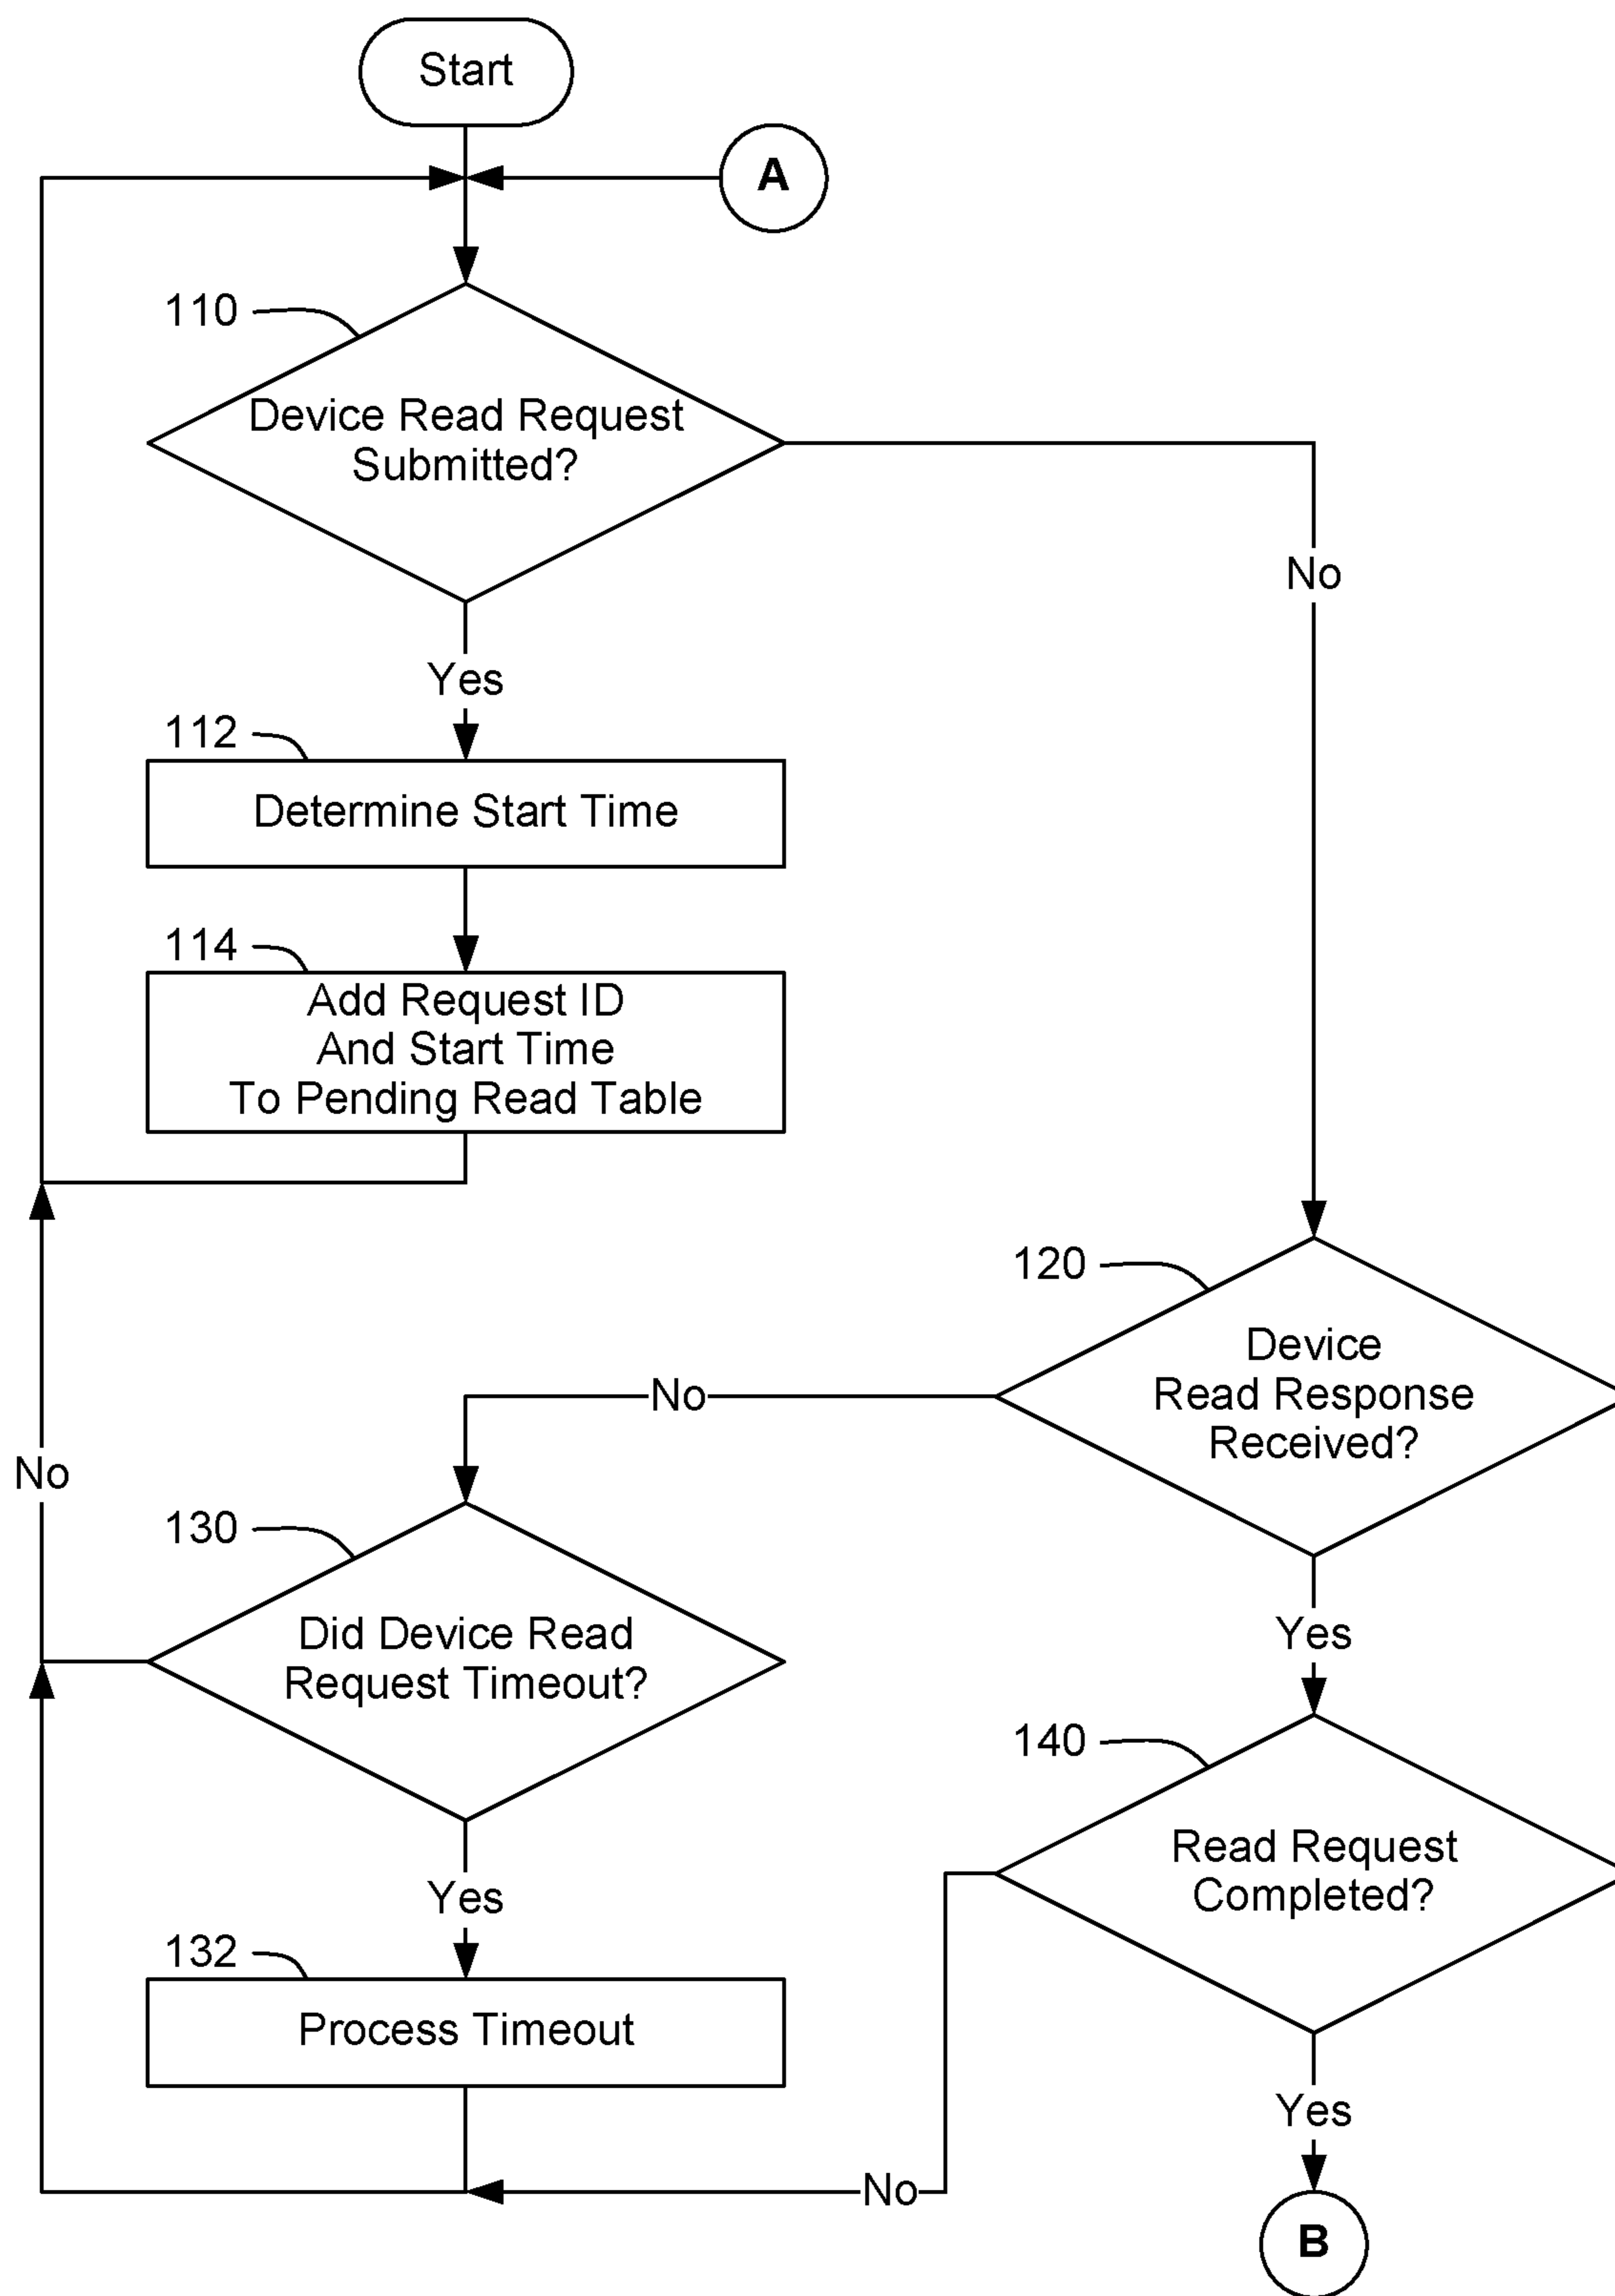 Start
A
110
Device Read Request
Submitted?
No
Yes
112
Determine Start Time
114
Add Request ID
And Start Time
To Pending Read Table
120
Device
Read Response
Received?
No
No
130
Did Device Read
Request Timeout?
Yes
140
Read Request
Completed?
Yes
132
Process Timeout
Yes
No
B